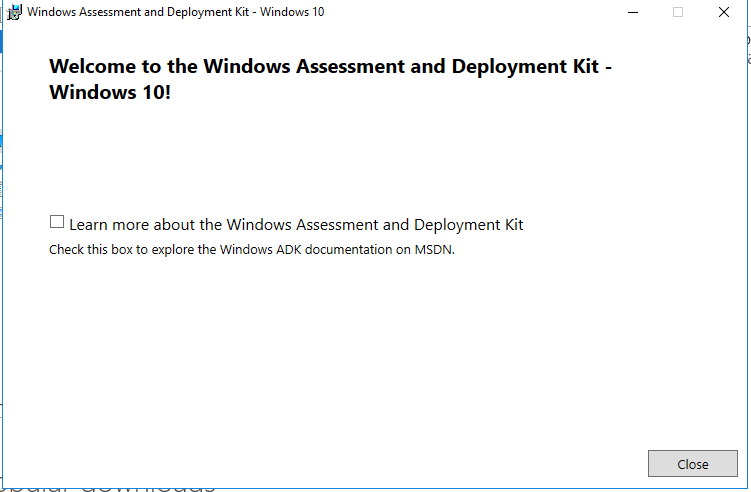 Windows Assessment and Deployment Kit - Windows 10
Welcome to the Windows Assessment and Deployment Kit -
Windows 10!
Learn more about the Windows Assessment and Deployment Kit
Check this box to explore the Windows ADK documentation on MSDN.
Close